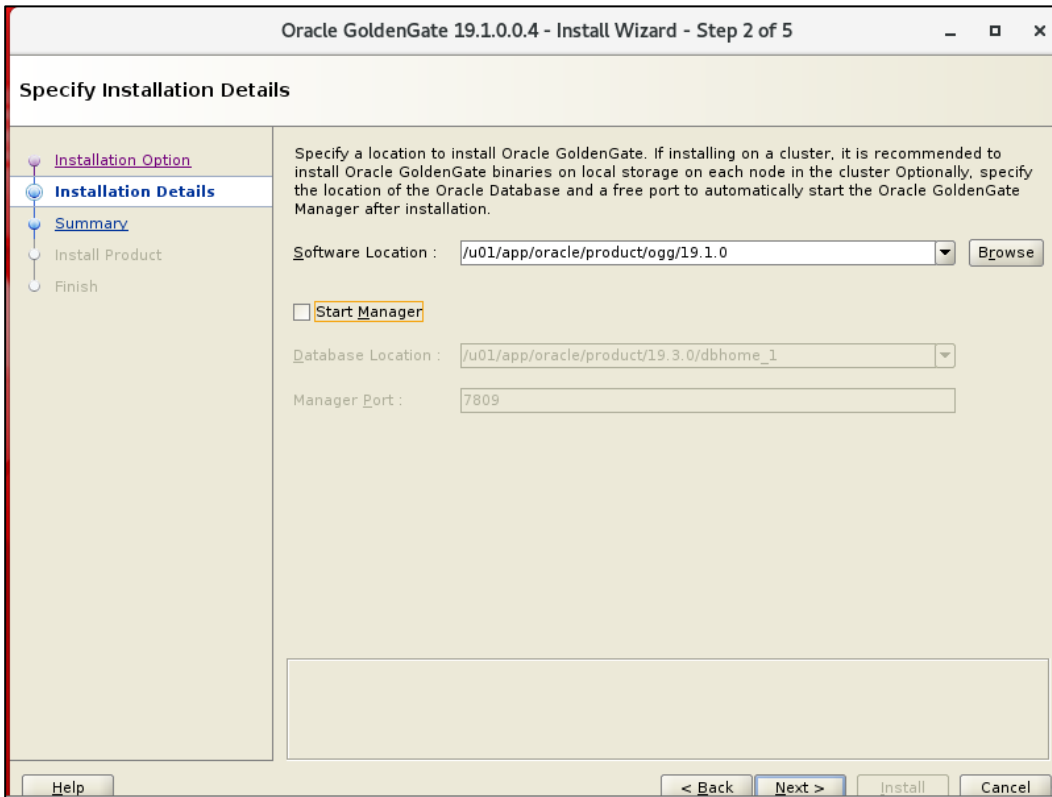 Oracle GoldenGate 19.1.0.0.4 - Install Wizard - Step 2 of 5
Specify Installation Details
Installation Option
Installation Details
Summary
Install Product
Finish
Specify a location to install Oracle GoldenGate. If installing on a cluster, it is recommended to
install Oracle GoldenGate binaries on local storage on each node in the cluster Optionally, specify
the location of the Oracle Database and a free port to automatically start the Oracle GoldenGate
Manager after installation.
Software Location : /u01/app/oracle/product/ogg/19.1.0 Browse
Start Manager
Database Location : /u01/app/oracle/product/19.3.0/dbhome_1
Manager Port : 7809
Help < Back Next > Install Cancel